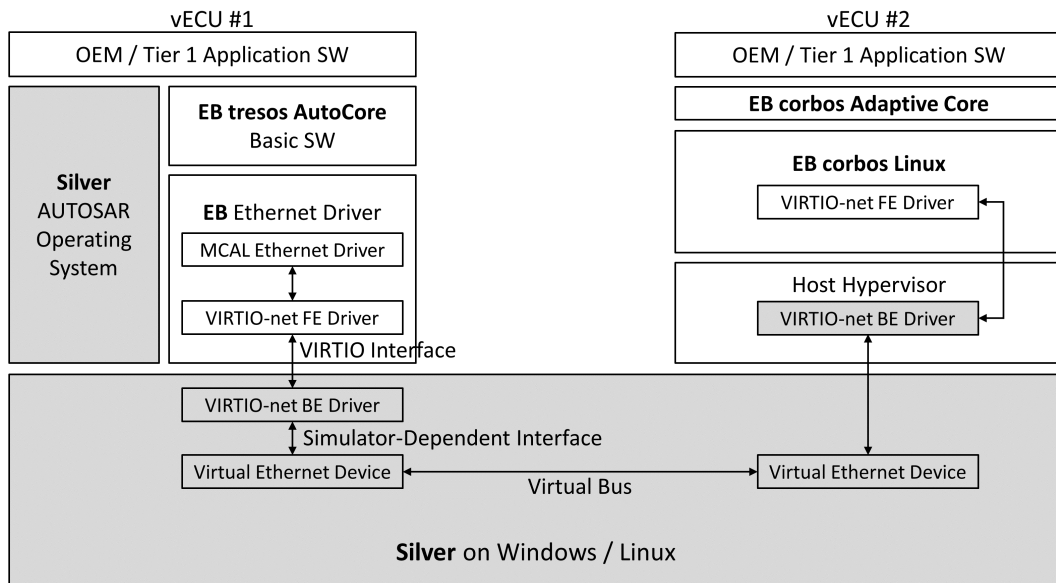 vECU #1
OEM / Tier 1 Application SW
Silver
AUTOSAR
Operating
System
EB tresos AutoCore
Basic SW
EB Ethernet Driver
MCAL Ethernet Driver
VIRTIO-net FE Driver
VIRTIO Interface
vECU #2
OEM / Tier 1 Application SW
EB corbos Adaptive Core
EB corbos Linux
VIRTIO-net FE Driver
Host Hypervisor
VIRTIO-net BE Driver
VIRTIO-net BE Driver
Simulator-Dependent Interface
Virtual Ethernet Device
Virtual Bus
Virtual Ethernet Device
Silver on Windows / Linux